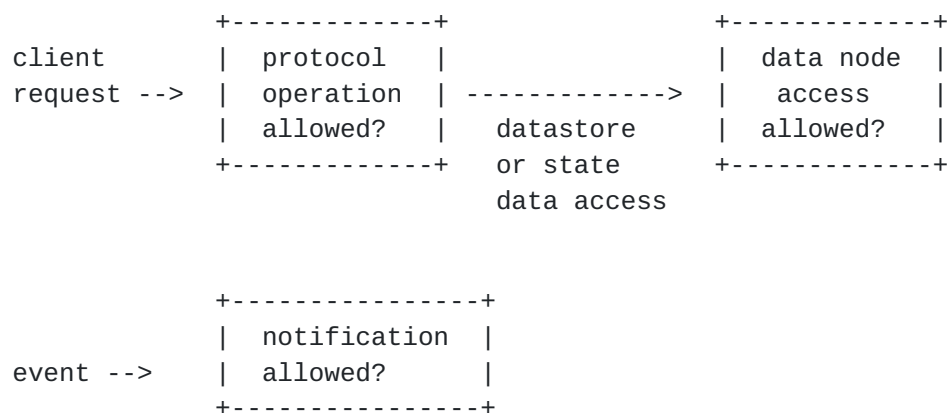 +-------------+                 +-------------+
client       |  protocol   |                 |  data node  |
request -->  |  operation  | ------------->  |   access    |
             |  allowed?   |   datastore     |  allowed?   |
             +-------------+   or state      +-------------+
                               data access


             +----------------+
             |  notification  |
event -->    |  allowed?      |
             +----------------+